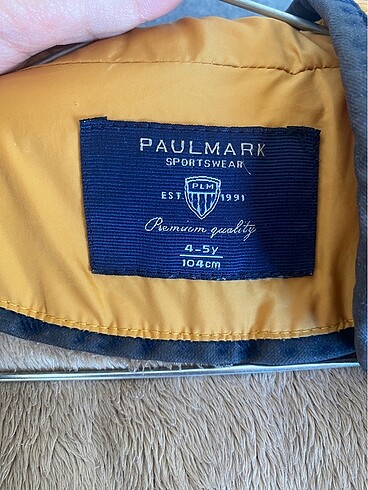 PAULMARK
SPORTSWEAR
PLM
EST. 1991
Premium quality
4-5y
104cm